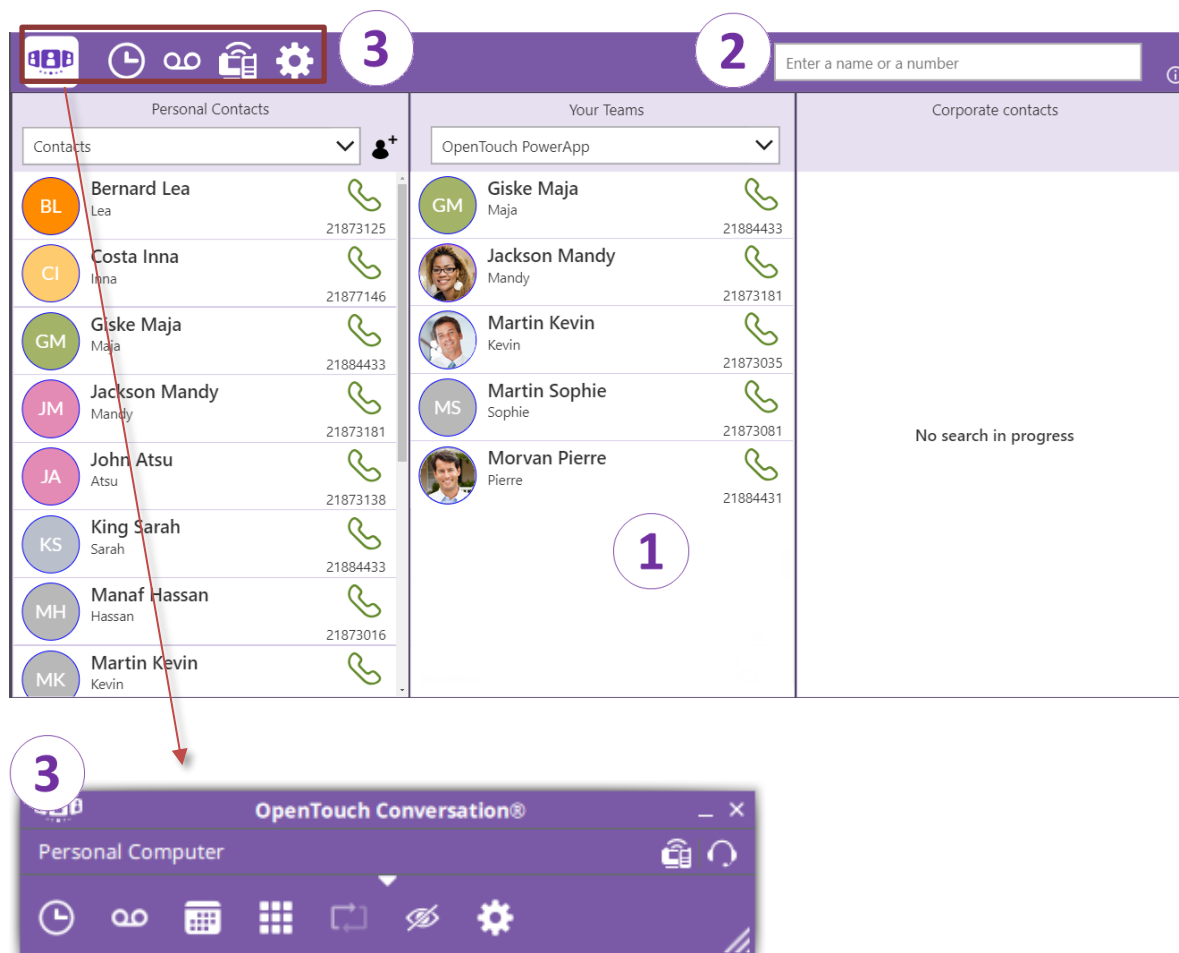 3
2
Enter a name or a number
Personal Contacts
Your Teams
Corporate contacts
Contacts
OpenTouch PowerApp
BL
Bernard Lea
Lea
21873125
CI
Costa Inna
Inna
21877146
GM
Giske Maja
Maja
21884433
JM
Jackson Mandy
Mandy
21873181
JA
John Atsu
Atsu
21873138
KS
King Sarah
Sarah
21884433
MH
Manaf Hassan
Hassan
21873016
MK
Martin Kevin
Kevin
GM
Giske Maja
Maja
21884433
Jackson Mandy
Mandy
21873181
Martin Kevin
Kevin
21873035
MS
Martin Sophie
Sophie
21873081
Morvan Pierre
Pierre
21884431
1
No search in progress
3
OpenTouch Conversation®
Personal Computer